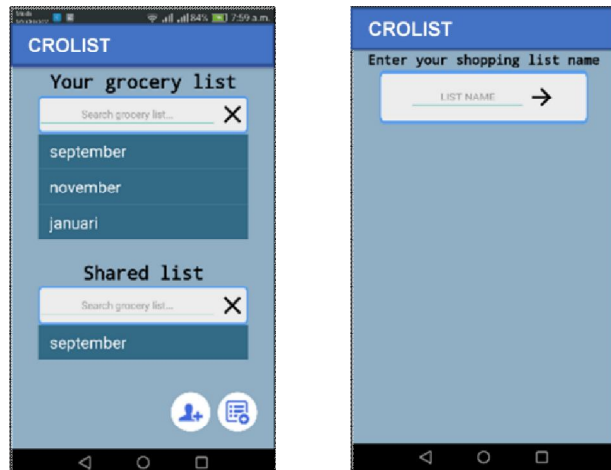 84% 7:59 a.m.
CROLIST
Your grocery list
Search grocery list...
september
november
januari
Shared list
Search grocery list...
september
CROLIST
Enter your shopping list name
LIST NAME